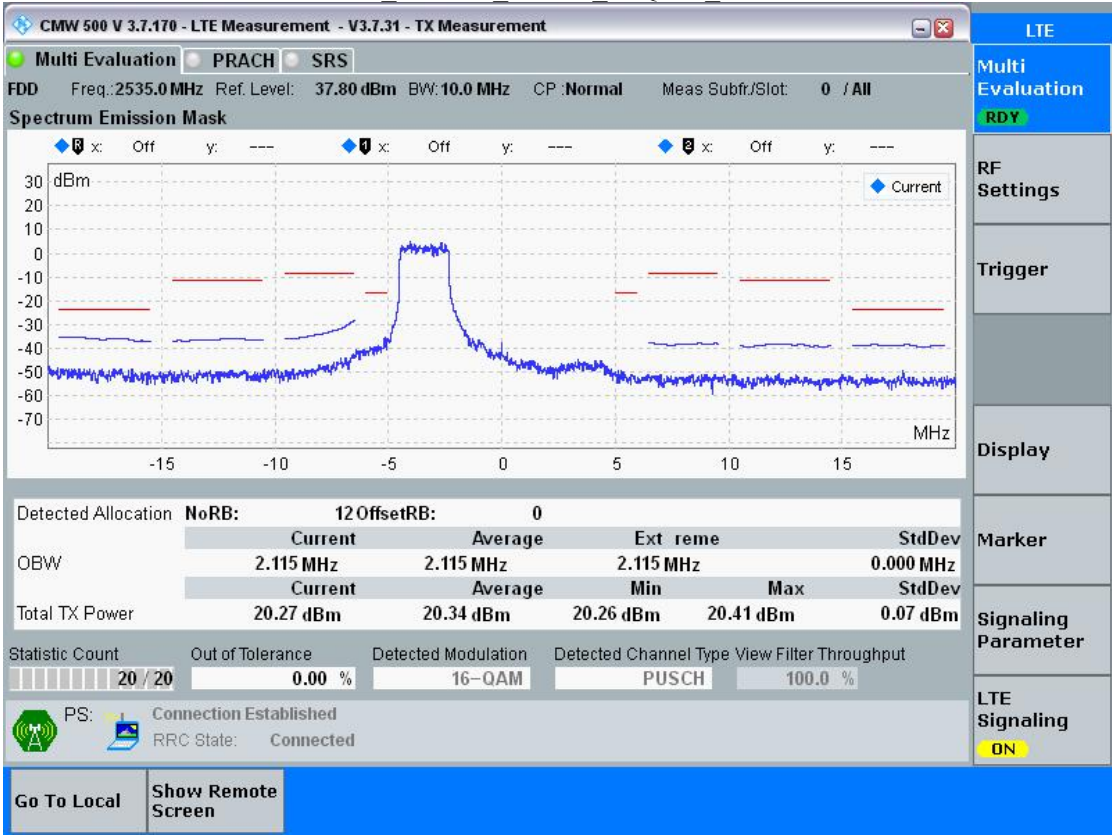 CMW 500 V 3.7.170 - LTE Measurement - V3.7.31 - TX Measurement
LTE
Multi Evaluation PRACH SRS
Multi
Evaluation
RDY
FDD Freq.:2535.0 MHz Ref. Level: 37.80 dBm BW:10.0 MHz CP :Normal Meas Subfr./Slot: 0 / All
Spectrum Emission Mask
R x: Off y: --- 1 x: Off y: --- 2 x: Off y: ---
RF
Settings
30 dBm
Current
20
10
0
-10
-20
-30
-40
-50
-60
-70
MHz
-15 -10 -5 0 5 10 15
Trigger
Display
Detected Allocation NoRB: 12 OffsetRB: 0
Current Average Ext reme StdDev
OBW 2.115 MHz 2.115 MHz 2.115 MHz 0.000 MHz
Current Average Min Max StdDev
Total TX Power 20.27 dBm 20.34 dBm 20.26 dBm 20.41 dBm 0.07 dBm
Marker
Signaling
Parameter
Statistic Count Out of Tolerance Detected Modulation Detected Channel Type View Filter Throughput
20 / 20 0.00 % 16-QAM PUSCH 100.0 %
PS: Connection Established
RRC State: Connected
LTE
Signaling
ON
Go To Local
Show Remote
Screen